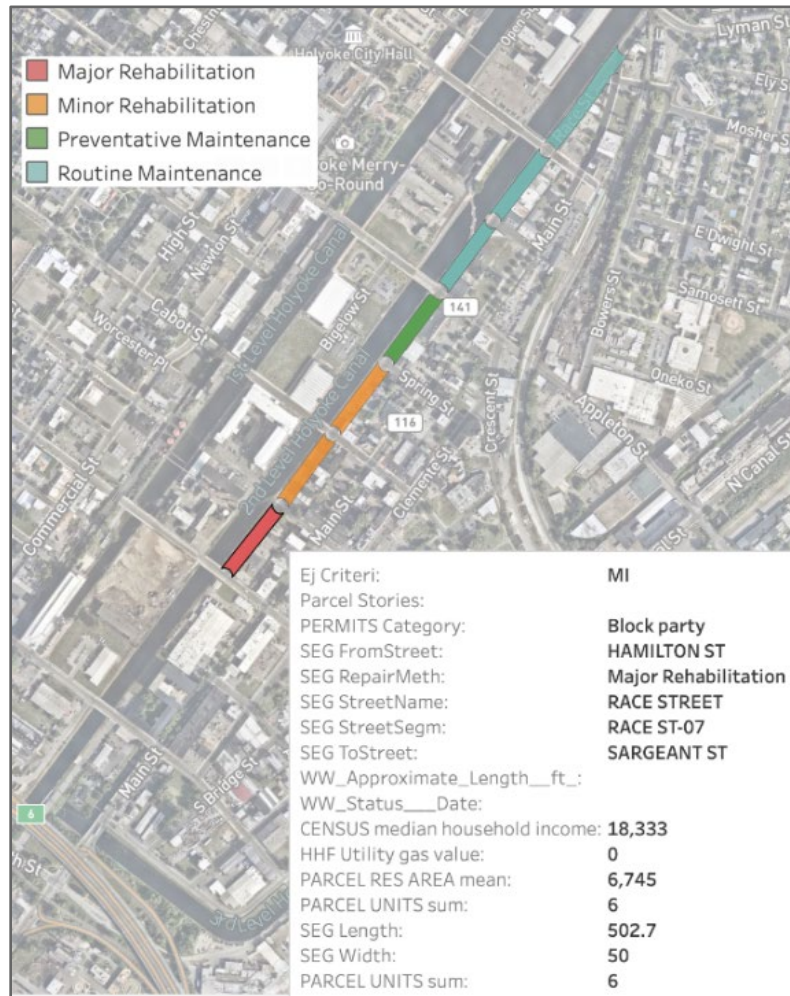 Major Rehabilitation
Minor Rehabilitation
Preventative Maintenance
Routine Maintenance
Holyoke City Hall
Open St
Lyman St
Ely
Race St
Mosher St
oke Merry-
Go-Round
High St
Newton St
Main St
E Dwight St
Cabot St
1st Level Holyoke Canal
Bigelow St
141
Bowers St
Samosett St
Worcester Pl
2nd Level Holyoke Canal
Spring St
Oneko St
116
Crescent St
Appleton St
Commercial St
Main St
Clemente St
N Canal St
Main St
S Bridge St
6
3rd Level
Ej Criteri: MI
Parcel Stories:
PERMITS Category: Block party
SEG FromStreet: HAMILTON ST
SEG RepairMeth: Major Rehabilitation
SEG StreetName: RACE STREET
SEG StreetSegm: RACE ST-07
SEG ToStreet: SARGEANT ST
WW_Approximate_Length__ft_:
WW_Status___Date:
CENSUS median household income: 18,333
HHF Utility gas value: 0
PARCEL RES AREA mean: 6,745
PARCEL UNITS sum: 6
SEG Length: 502.7
SEG Width: 50
PARCEL UNITS sum: 6